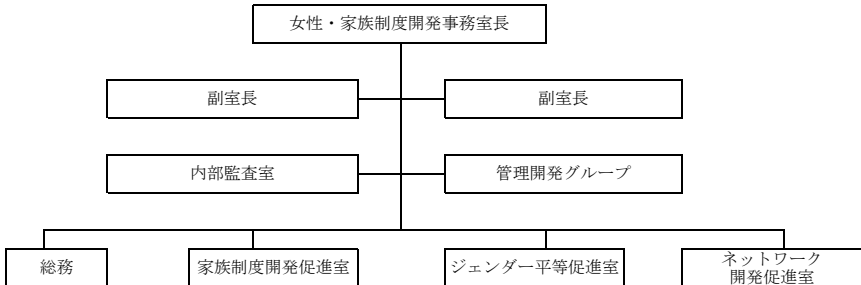 女性・家族制度開発事務室長
副室長
副室長
内部監査室
管理開発グループ
総務
家族制度開発促進室
ジェンダー平等促進室
ネットワーク
開発促進室